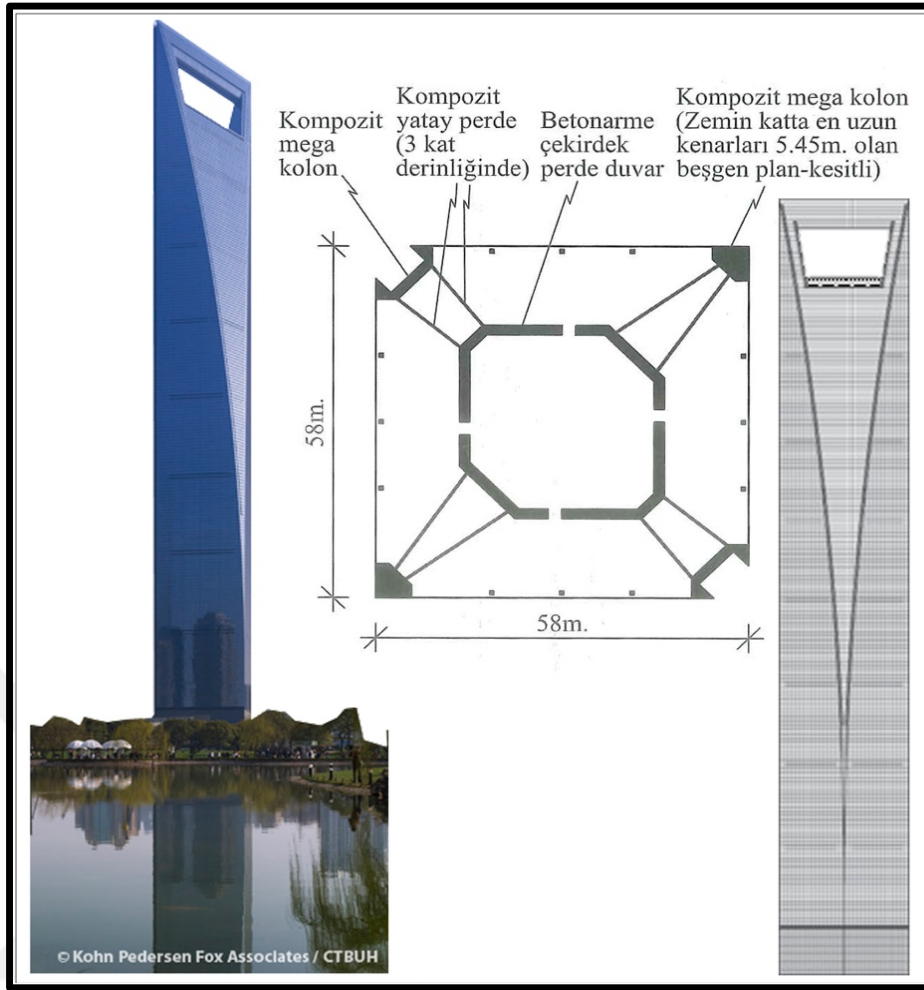 Kompozit
mega
kolon
Kompozit
yatay perde
(3 kat
derinliğinde)
Betonarme
çekirdek
perde duvar
Kompozit mega kolon
(Zemin katta en uzun
kenarları 5.45m. olan
beşgen plan-kesitli)
58m.
58m.
© Kohn Pedersen Fox Associates / CTBUH